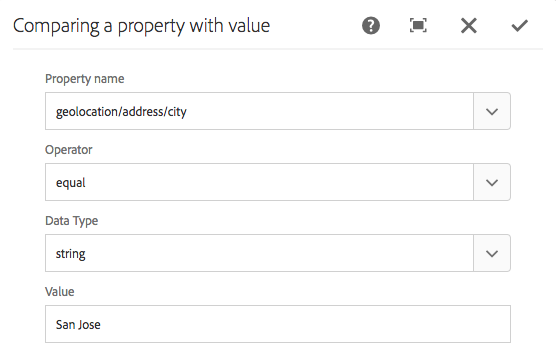 Comparing a property with value
Property name
geolocation/address/city
Operator
equal
Data Type
string
Value
San Jose